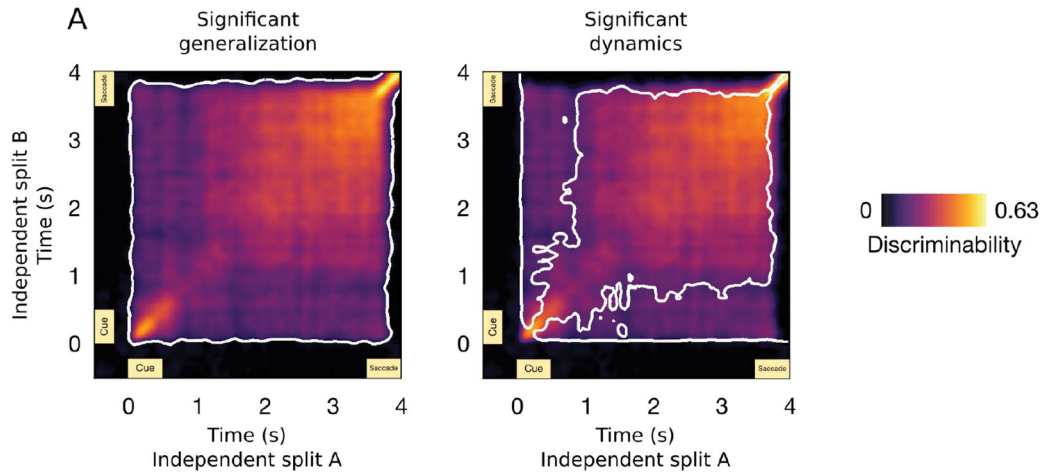 A
Significant
generalization
Significant
dynamics
Independent split B
Time (s)
4
3
2
1
0
Saccade
Cue
Cue
Saccade
0 1 2 3 4
Time (s)
Independent split A
4
3
2
1
0
Saccade
Cue
Cue
Saccade
0 1 2 3 4
Time (s)
Independent split A
0 0.63
Discriminability